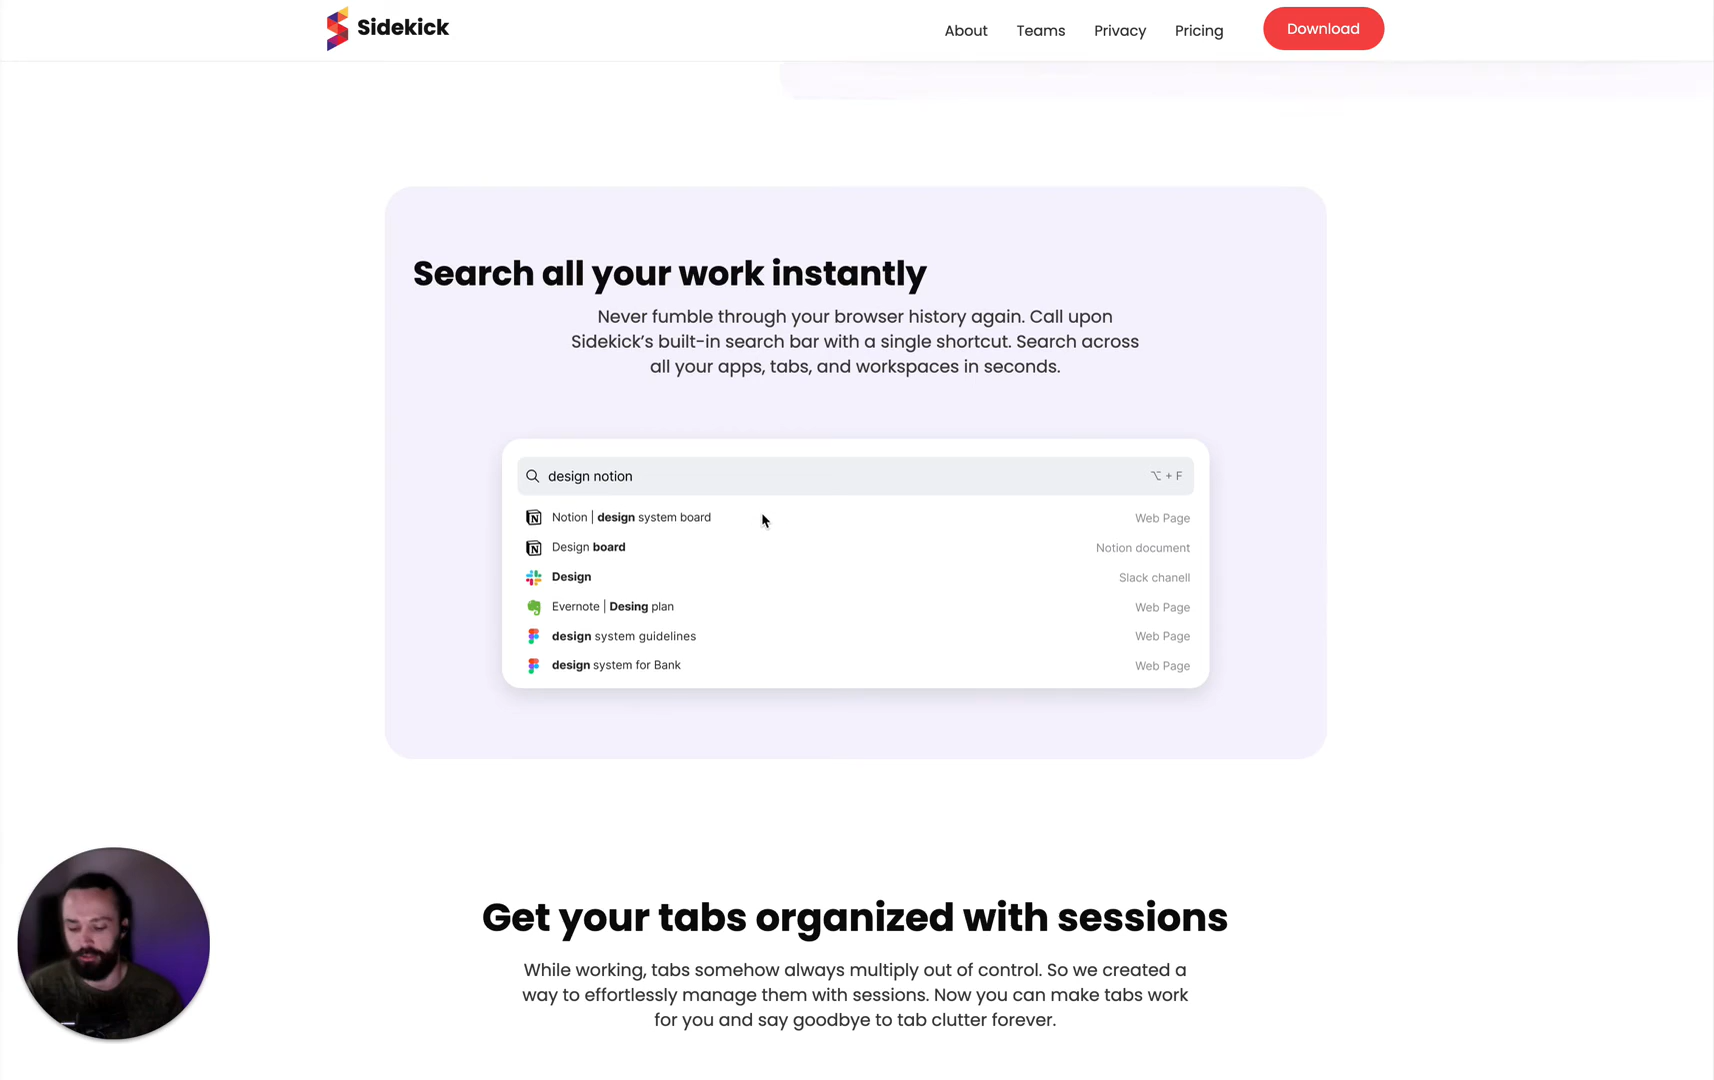 Sidekick
About Teams Privacy Pricing Download
Search all your work instantly
Never fumble through your browser history again. Call upon
Sidekick’s built-in search bar with a single shortcut. Search across
all your apps, tabs, and workspaces in seconds.
design notion ⌥ + F
Notion | design system board Web Page
Design board Notion document
Design Slack chanell
Evernote | Desing plan Web Page
design system guidelines Web Page
design system for Bank Web Page
Get your tabs organized with sessions
While working, tabs somehow always multiply out of control. So we created a
way to effortlessly manage them with sessions. Now you can make tabs work
for you and say goodbye to tab clutter forever.